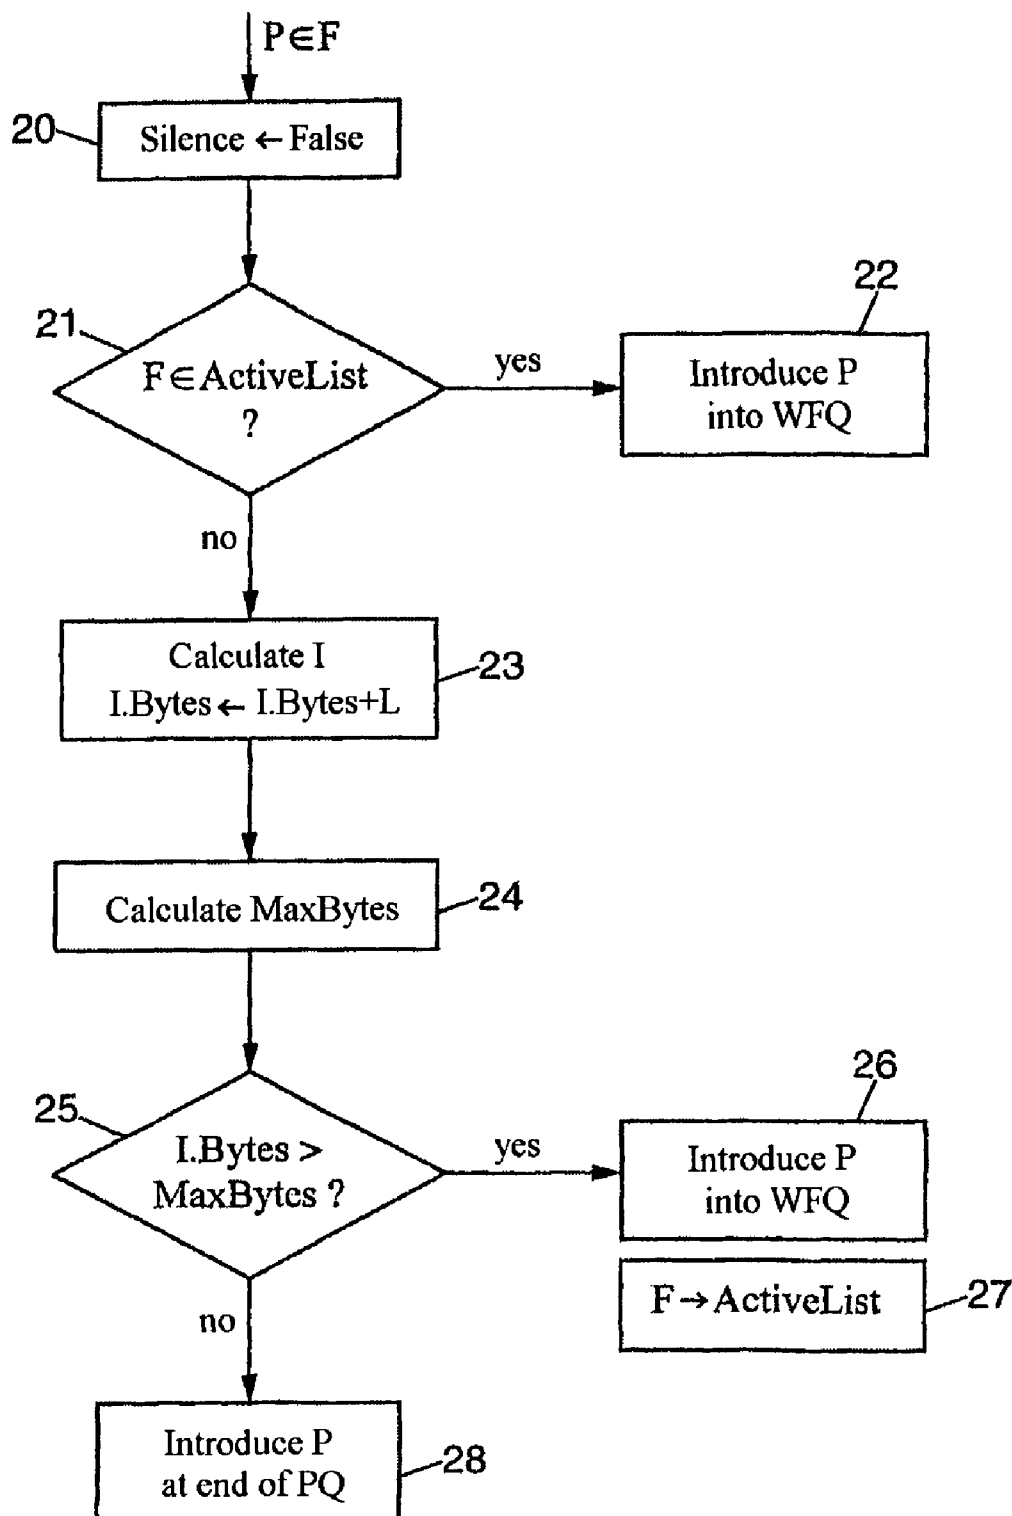 P∈F
20
Silence ← False
21
F∈ActiveList
?
yes
22
Introduce P
into WFQ
no
Calculate I
I.Bytes ← I.Bytes+L
23
Calculate MaxBytes
24
25
I.Bytes >
MaxBytes ?
yes
26
Introduce P
into WFQ
F→ActiveList
27
no
Introduce P
at end of PQ
28